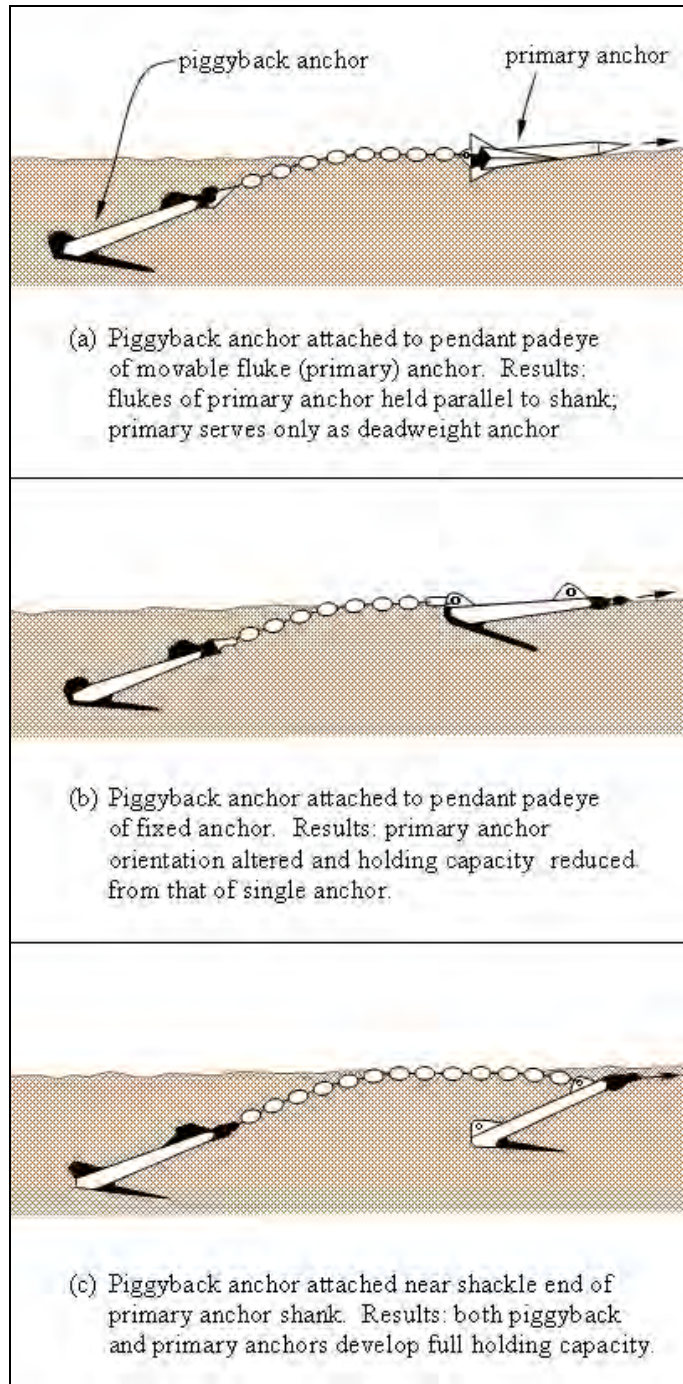 piggyback anchor
primary anchor
(a) Piggyback anchor attached to pendant padeye
of movable fluke (primary) anchor. Results:
flukes of primary anchor held parallel to shank;
primary serves only as deadweight anchor
(b) Piggyback anchor attached to pendant padeye
of fixed anchor. Results: primary anchor
orientation altered and holding capacity reduced
from that of single anchor.
(c) Piggyback anchor attached near shackle end of
primary anchor shank. Results: both piggyback
and primary anchors develop full holding capacity.